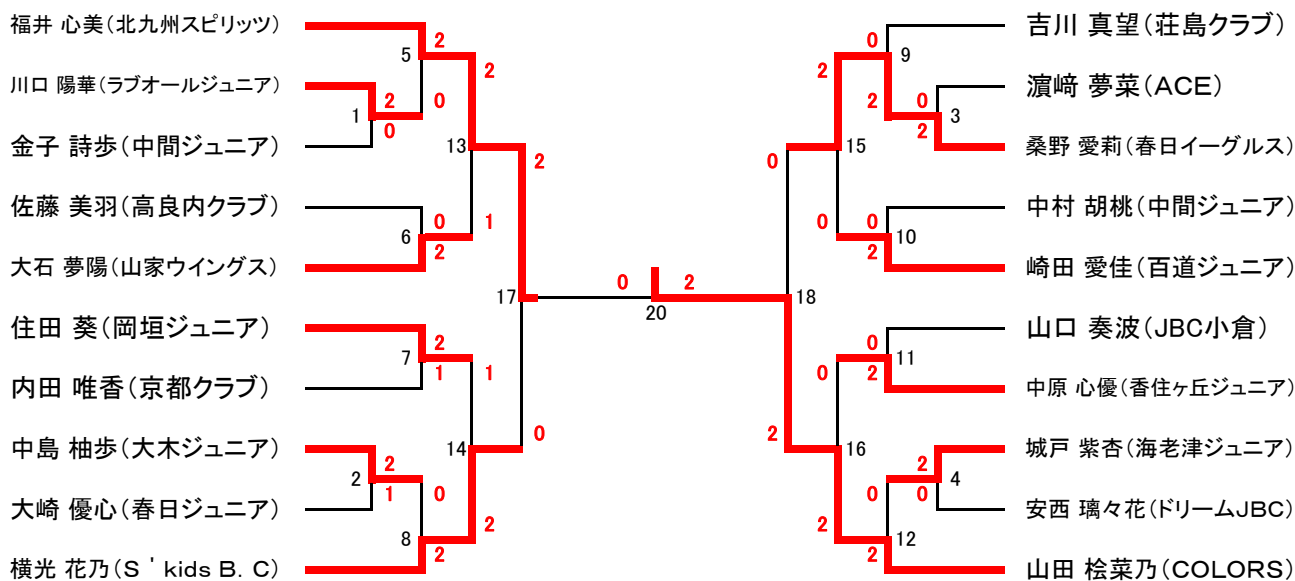 福井 心美(北九州スピリッツ)
川口 陽華(ラブオールジュニア)
金子 詩歩(中間ジュニア)
佐藤 美羽(高良内クラブ)
大石 夢陽(山家ウイングス)
住田 葵(岡垣ジュニア)
内田 唯香(京都クラブ)
中島 柚歩(大木ジュニア)
大崎 優心(春日ジュニア)
横光 花乃(S'kids B. C)
1
2
0
2
2
1
5
2
0
6
0
2
7
2
1
8
0
2
13
2
1
14
1
2
17
2
0
20
0
2
18
0
2
15
2
0
16
0
2
9
0
2
10
0
2
11
0
2
12
0
2
3
0
2
4
2
0
吉川 真望(荘島クラブ)
濵﨑 夢菜(ACE)
桑野 愛莉(春日イーグルス)
中村 胡桃(中間ジュニア)
崎田 愛佳(百道ジュニア)
山口 奏波(JBC小倉)
中原 心優(香住ヶ丘ジュニア)
城戸 紫杏(海老津ジュニア)
安西 璃々花(ドリームJBC)
山田 桧菜乃(COLORS)